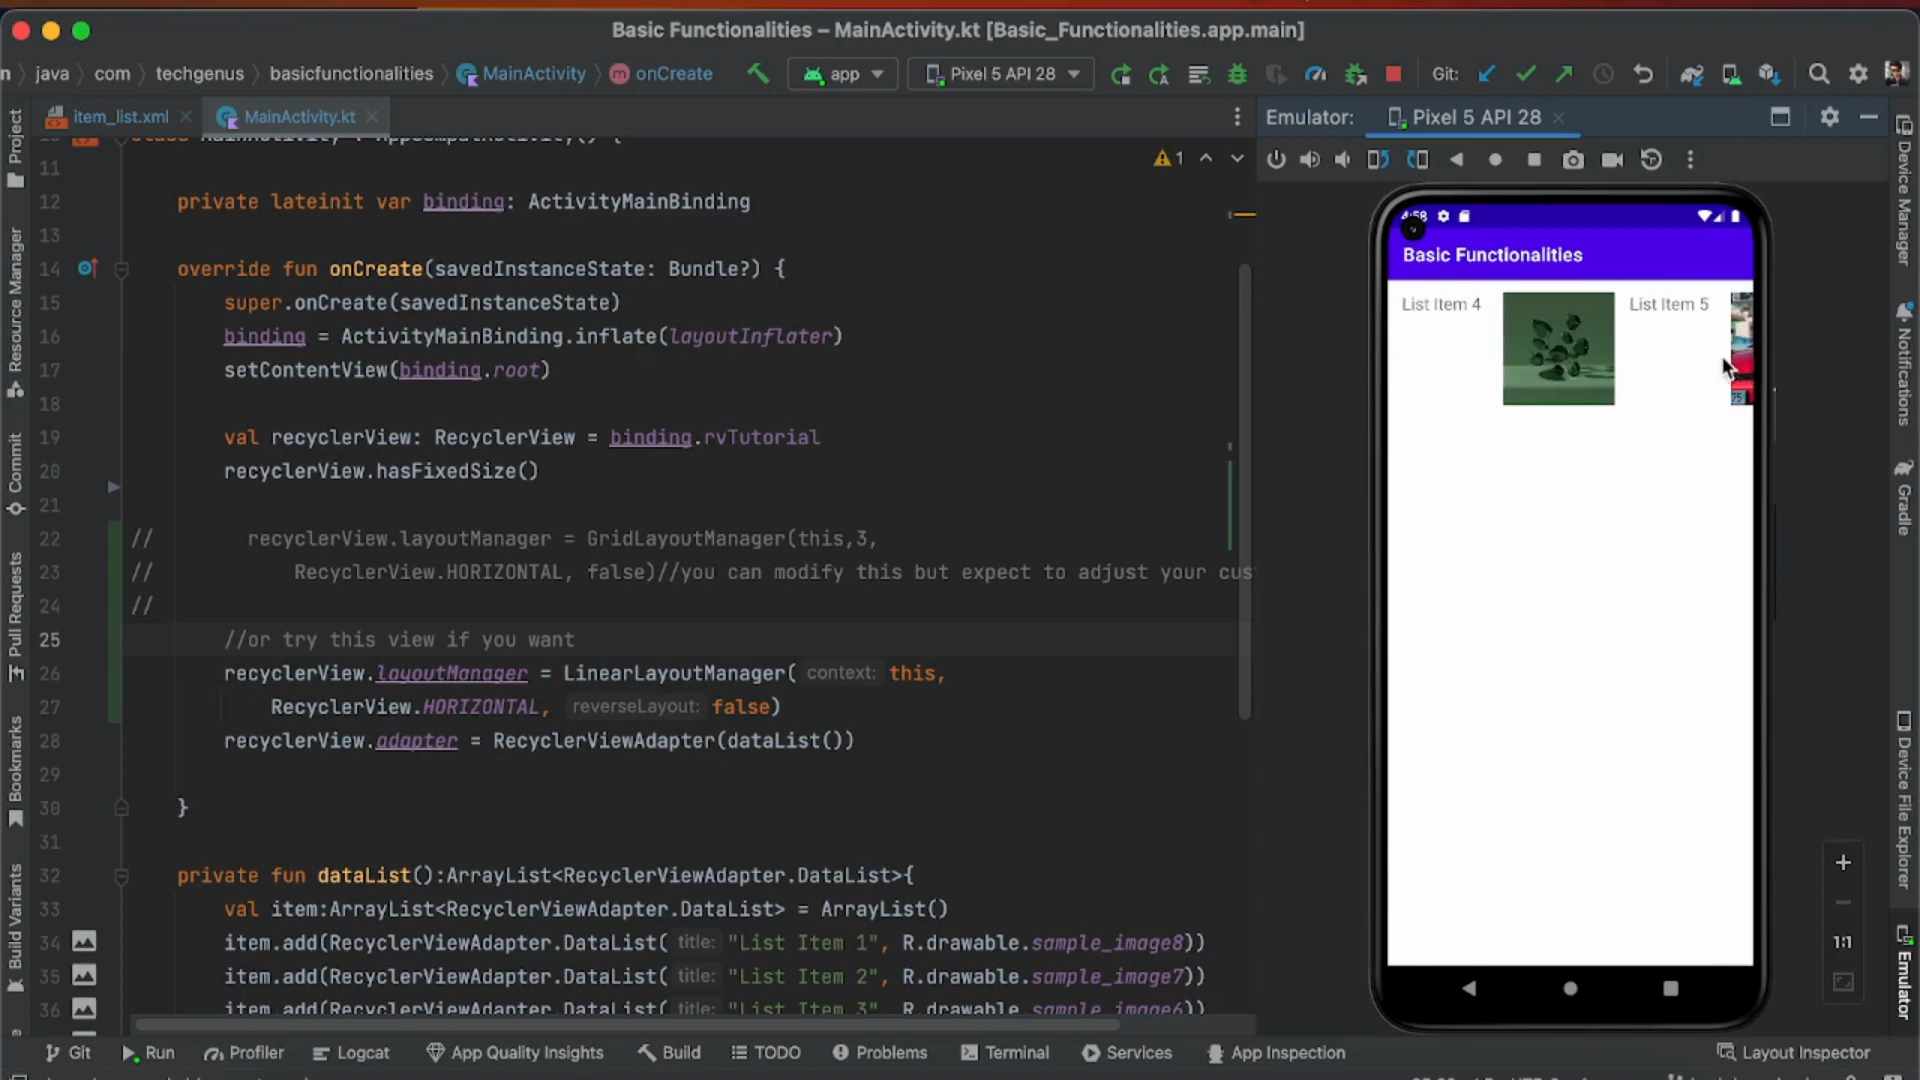 Basic Functionalities – MainActivity.kt [Basic_Functionalities.app.main]
n java com techgenus basicfunctionalities MainActivity onCreate app Pixel 5 API 28 Git:
item_list.xml MainActivity.kt
Emulator: Pixel 5 API 28
1
11
12 private lateinit var binding: ActivityMainBinding
13
14 override fun onCreate(savedInstanceState: Bundle?) {
15 super.onCreate(savedInstanceState)
16 binding = ActivityMainBinding.inflate(layoutInflater)
17 setContentView(binding.root)
18
19 val recyclerView: RecyclerView = binding.rvTutorial
20 recyclerView.hasFixedSize()
21
22 // recyclerView.layoutManager = GridLayoutManager(this,3,
23 // RecyclerView.HORIZONTAL, false)//you can modify this but expect to adjust your cus
24 //
25 //or try this view if you want
26 recyclerView.layoutManager = LinearLayoutManager( context: this,
27 RecyclerView.HORIZONTAL, reverseLayout: false)
28 recyclerView.adapter = RecyclerViewAdapter(dataList())
29
30 }
31
32 private fun dataList():ArrayList<RecyclerViewAdapter.DataList>{
33 val item:ArrayList<RecyclerViewAdapter.DataList> = ArrayList()
34 item.add(RecyclerViewAdapter.DataList( title: "List Item 1", R.drawable.sample_image8))
35 item.add(RecyclerViewAdapter.DataList( title: "List Item 2", R.drawable.sample_image7))
36 item.add(RecyclerViewAdapter.DataList( title: "List Item 3", R.drawable.sample_image6))
Project
Resource Manager
Commit
Pull Requests
Bookmarks
Build Variants
4:58
Basic Functionalities
List Item 4
List Item 5
75
1:1
Device Manager
Notifications
Gradle
Device File Explorer
Emulator
Git Run Profiler Logcat App Quality Insights Build TODO Problems Terminal Services App Inspection Layout Inspector